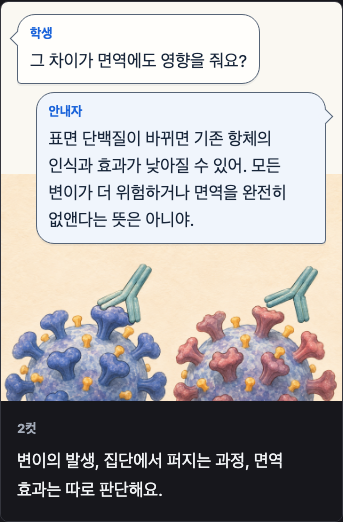 학생
그 차이가 면역에도 영향을 줘요?
안내자
표면 단백질이 바뀌면 기존 항체의
인식과 효과가 낮아질 수 있어. 모든
변이가 더 위험하거나 면역을 완전히
없앤다는 뜻은 아니야.
2컷
변이의 발생, 집단에서 퍼지는 과정, 면역
효과는 따로 판단해요.